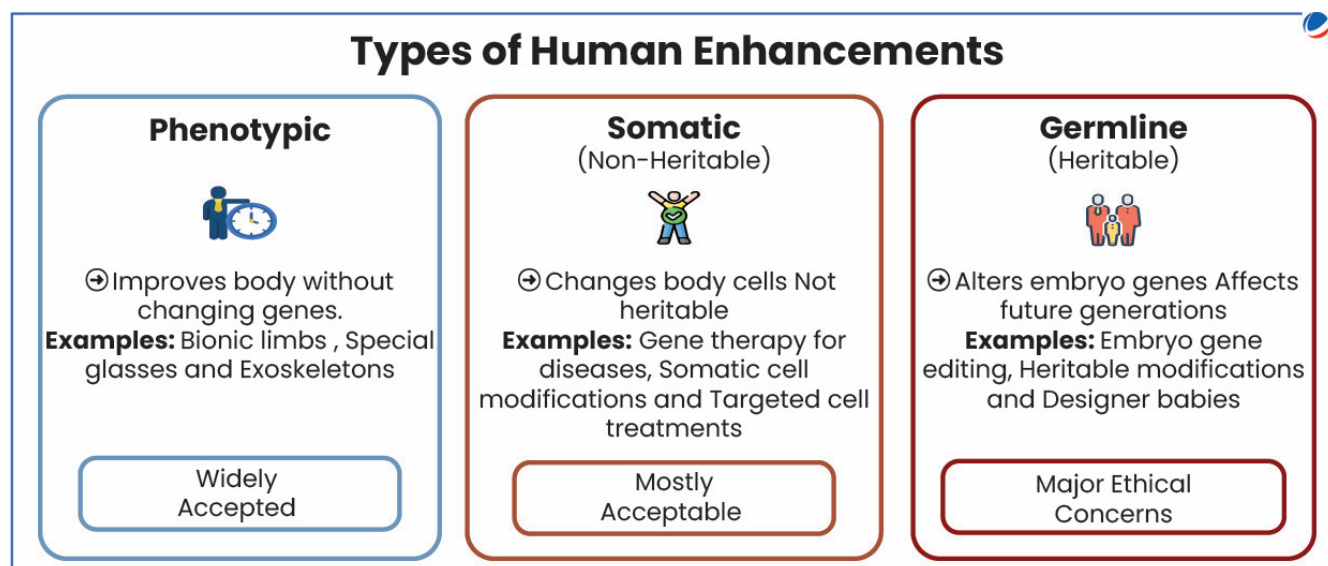 Types of Human Enhancements
Phenotypic
Improves body without
changing genes.
Examples: Bionic limbs , Special
glasses and Exoskeletons
Widely
Accepted
Somatic
(Non-Heritable)
Changes body cells Not
heritable
Examples: Gene therapy for
diseases, Somatic cell
modifications and Targeted cell
treatments
Mostly
Acceptable
Germline
(Heritable)
Alters embryo genes Affects
future generations
Examples: Embryo gene
editing, Heritable modifications
and Designer babies
Major Ethical
Concerns